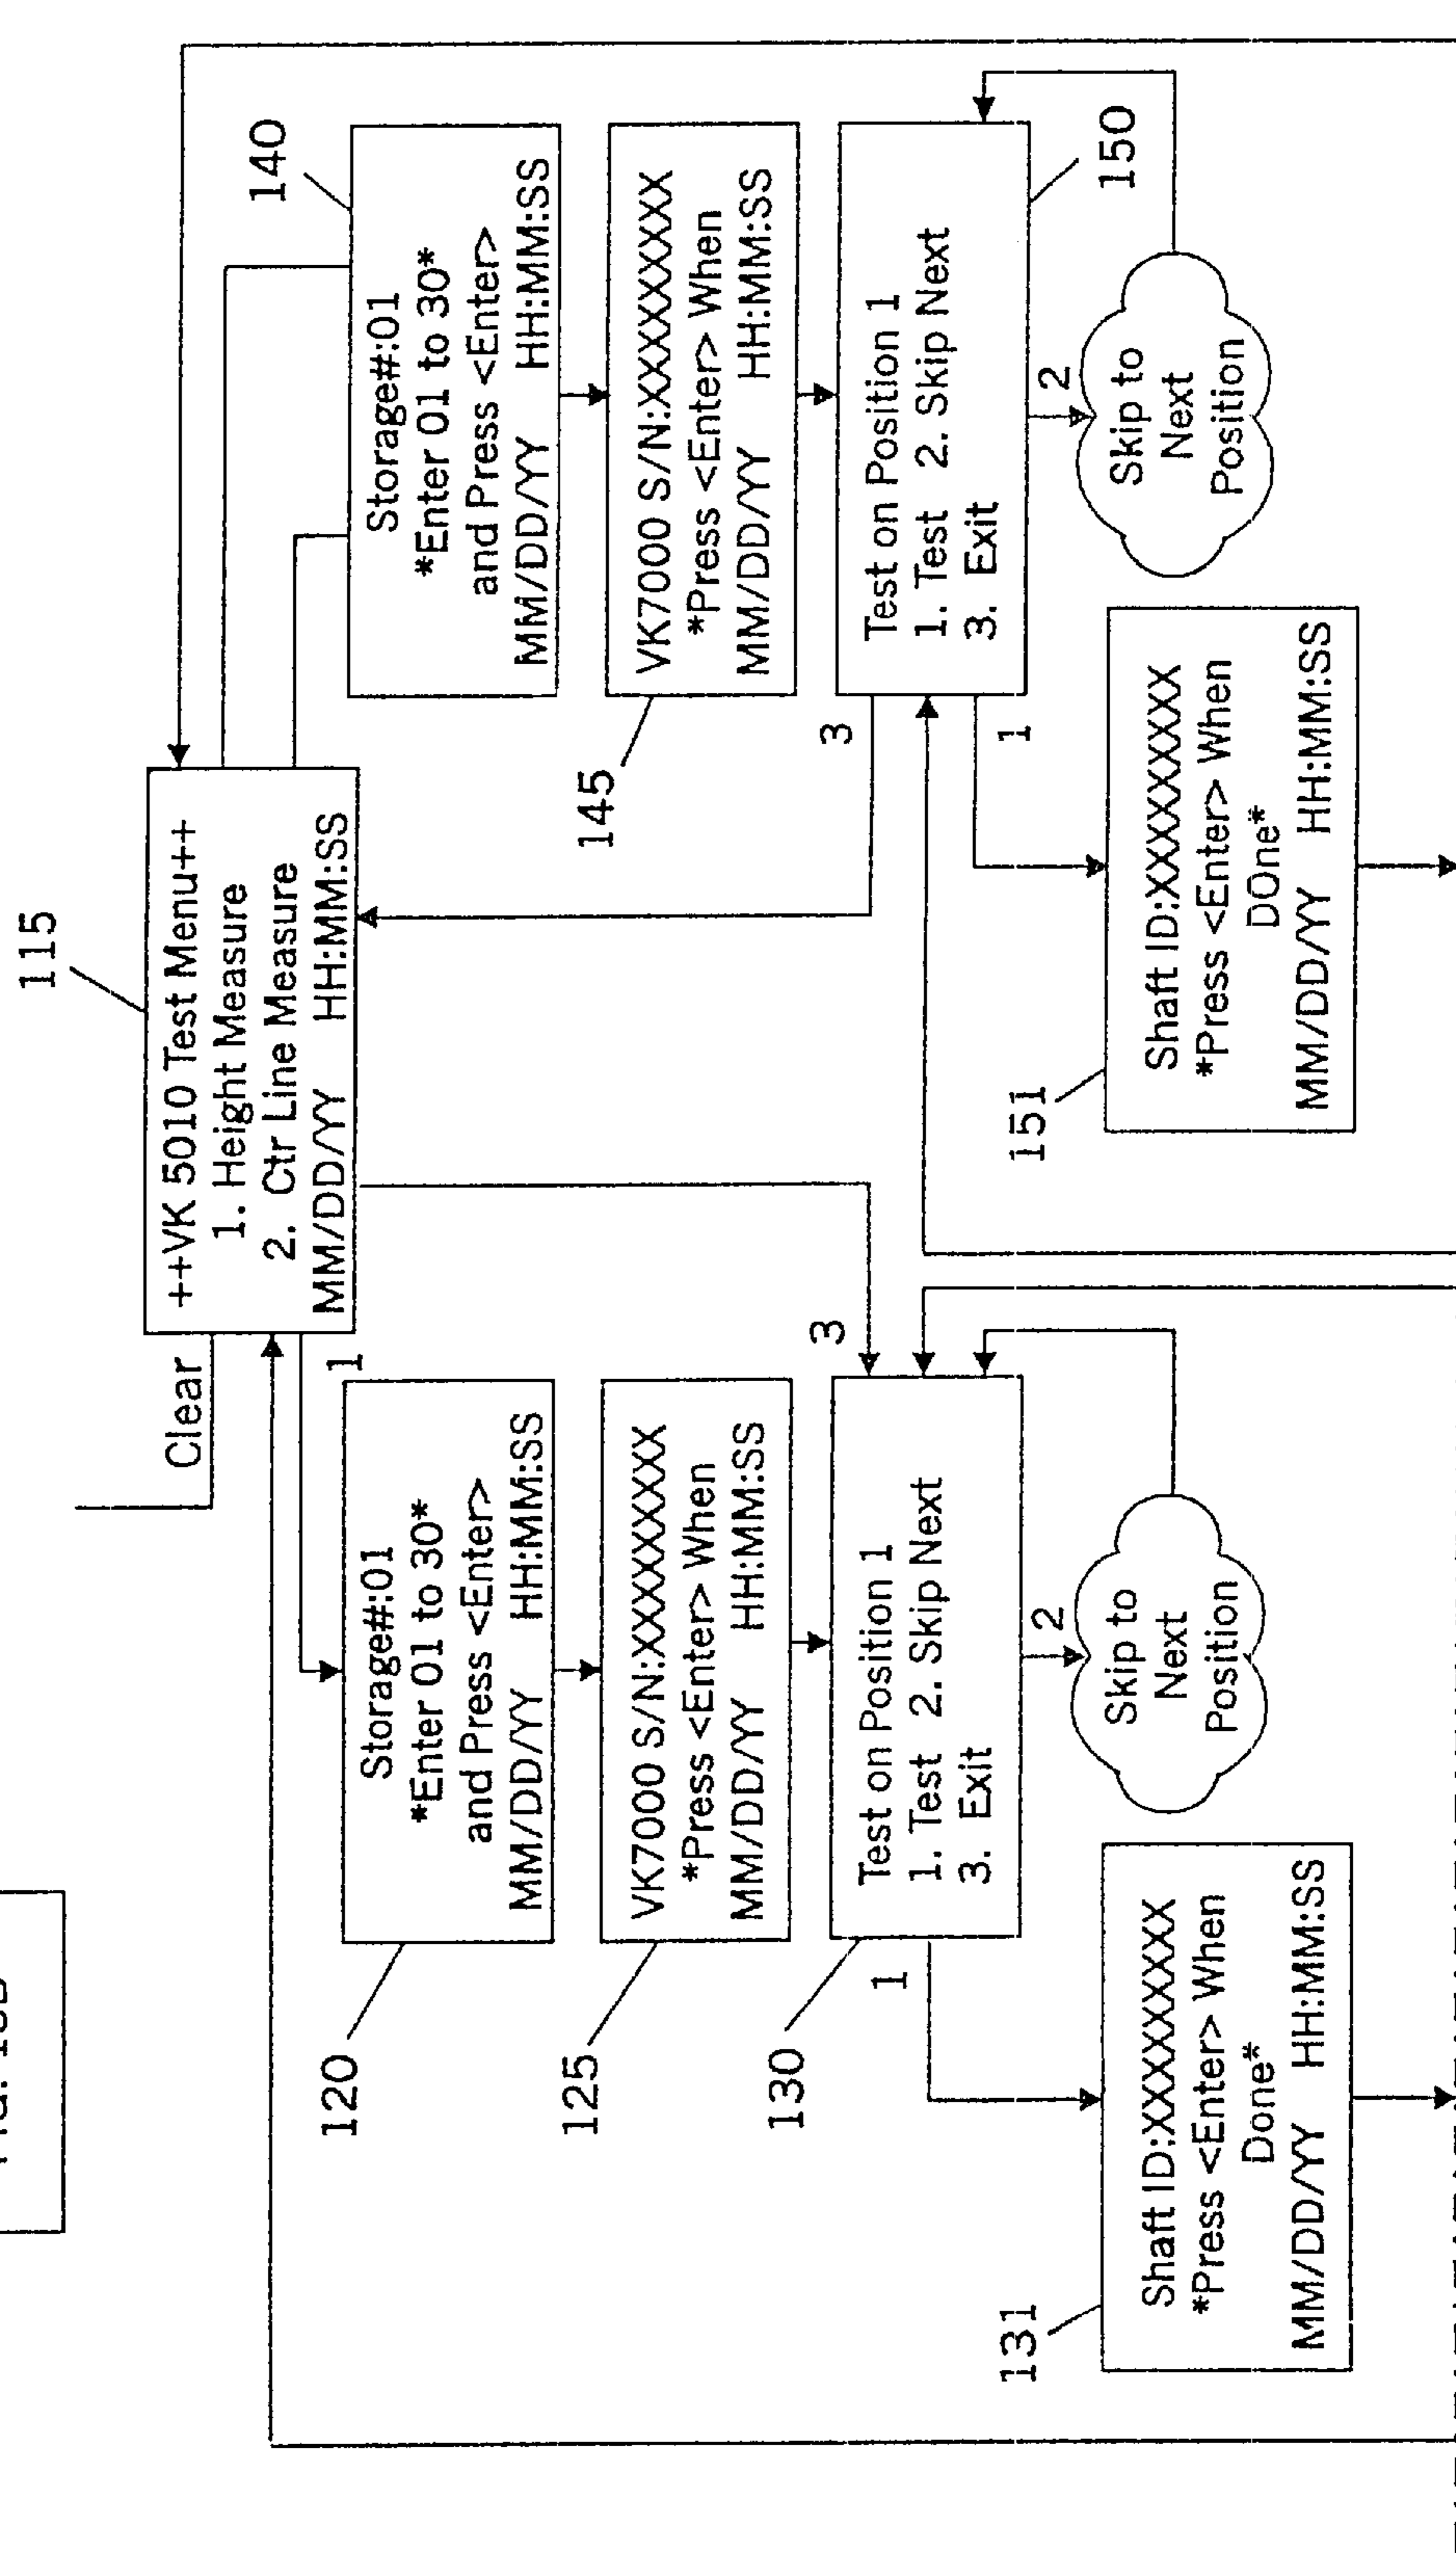 115
++VK 5010 Test Menu++
1. Height Measure
2. Ctr Line Measure
MM/DD/YY HH:MM:SS
Clear
1
120
Storage#:01
*Enter 01 to 30*
and Press <Enter>
MM/DD/YY HH:MM:SS
125
VK7000 S/N:XXXXXXXXX
*Press <Enter> When
MM/DD/YY HH:MM:SS
130
3
Test on Position 1
1. Test 2. Skip Next
3. Exit
1
2
Skip to
Next
Position
131
Shaft ID:XXXXXXXX
*Press <Enter> When
Done*
MM/DD/YY HH:MM:SS
140
Storage#:01
*Enter 01 to 30*
and Press <Enter>
MM/DD/YY HH:MM:SS
145
VK7000 S/N:XXXXXXXXX
*Press <Enter> When
MM/DD/YY HH:MM:SS
150
Test on Position 1
1. Test 2. Skip Next
3. Exit
3
1
2
Skip to
Next
Position
151
Shaft ID:XXXXXXXX
*Press <Enter> When
DOne*
MM/DD/YY HH:MM:SS